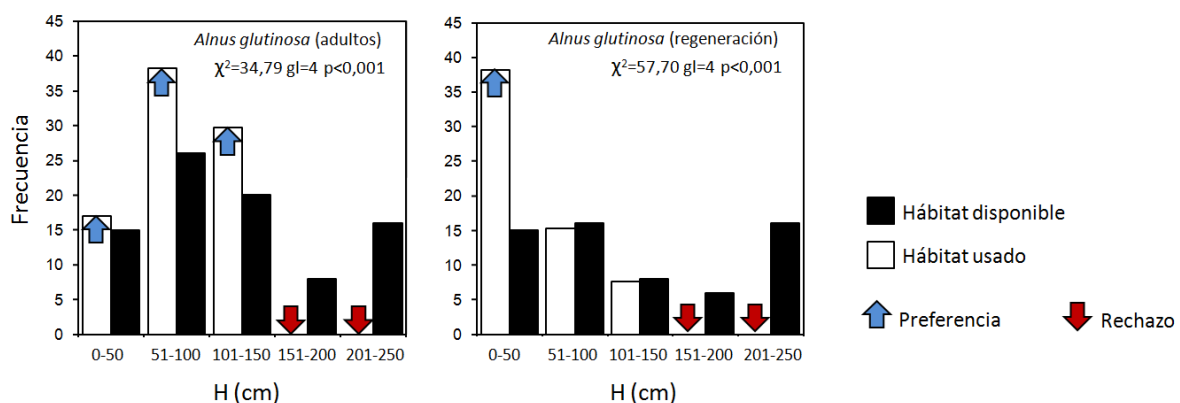 Frecuencia
45
40
35
30
25
20
15
10
5
0
Alnus glutinosa (adultos)
χ²=34,79 gl=4 p<0,001
0-50 51-100 101-150 151-200 201-250
H (cm)
45
40
35
30
25
20
15
10
5
0
Alnus glutinosa (regeneración)
χ²=57,70 gl=4 p<0,001
0-50 51-100 101-150 151-200 201-250
H (cm)
Hábitat disponible
Hábitat usado
Preferencia Rechazo